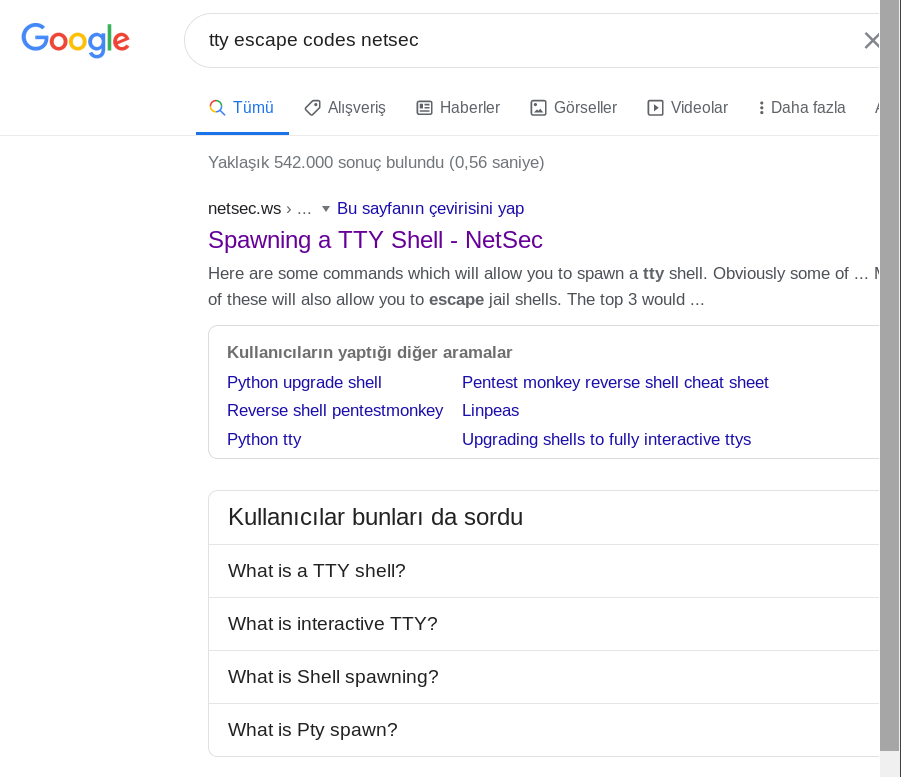 Google
tty escape codes netsec
Tümü Alışveriş Haberler Görseller Videolar Daha fazla
Yaklaşık 542.000 sonuç bulundu (0,56 saniye)
netsec.ws › ... Bu sayfanın çevirisini yap
Spawning a TTY Shell - NetSec
Here are some commands which will allow you to spawn a tty shell. Obviously some of ...
of these will also allow you to escape jail shells. The top 3 would ...
Kullanıcıların yaptığı diğer aramalar
Python upgrade shell Pentest monkey reverse shell cheat sheet
Reverse shell pentestmonkey Linpeas
Python tty Upgrading shells to fully interactive ttys
Kullanıcılar bunları da sordu
What is a TTY shell?
What is interactive TTY?
What is Shell spawning?
What is Pty spawn?